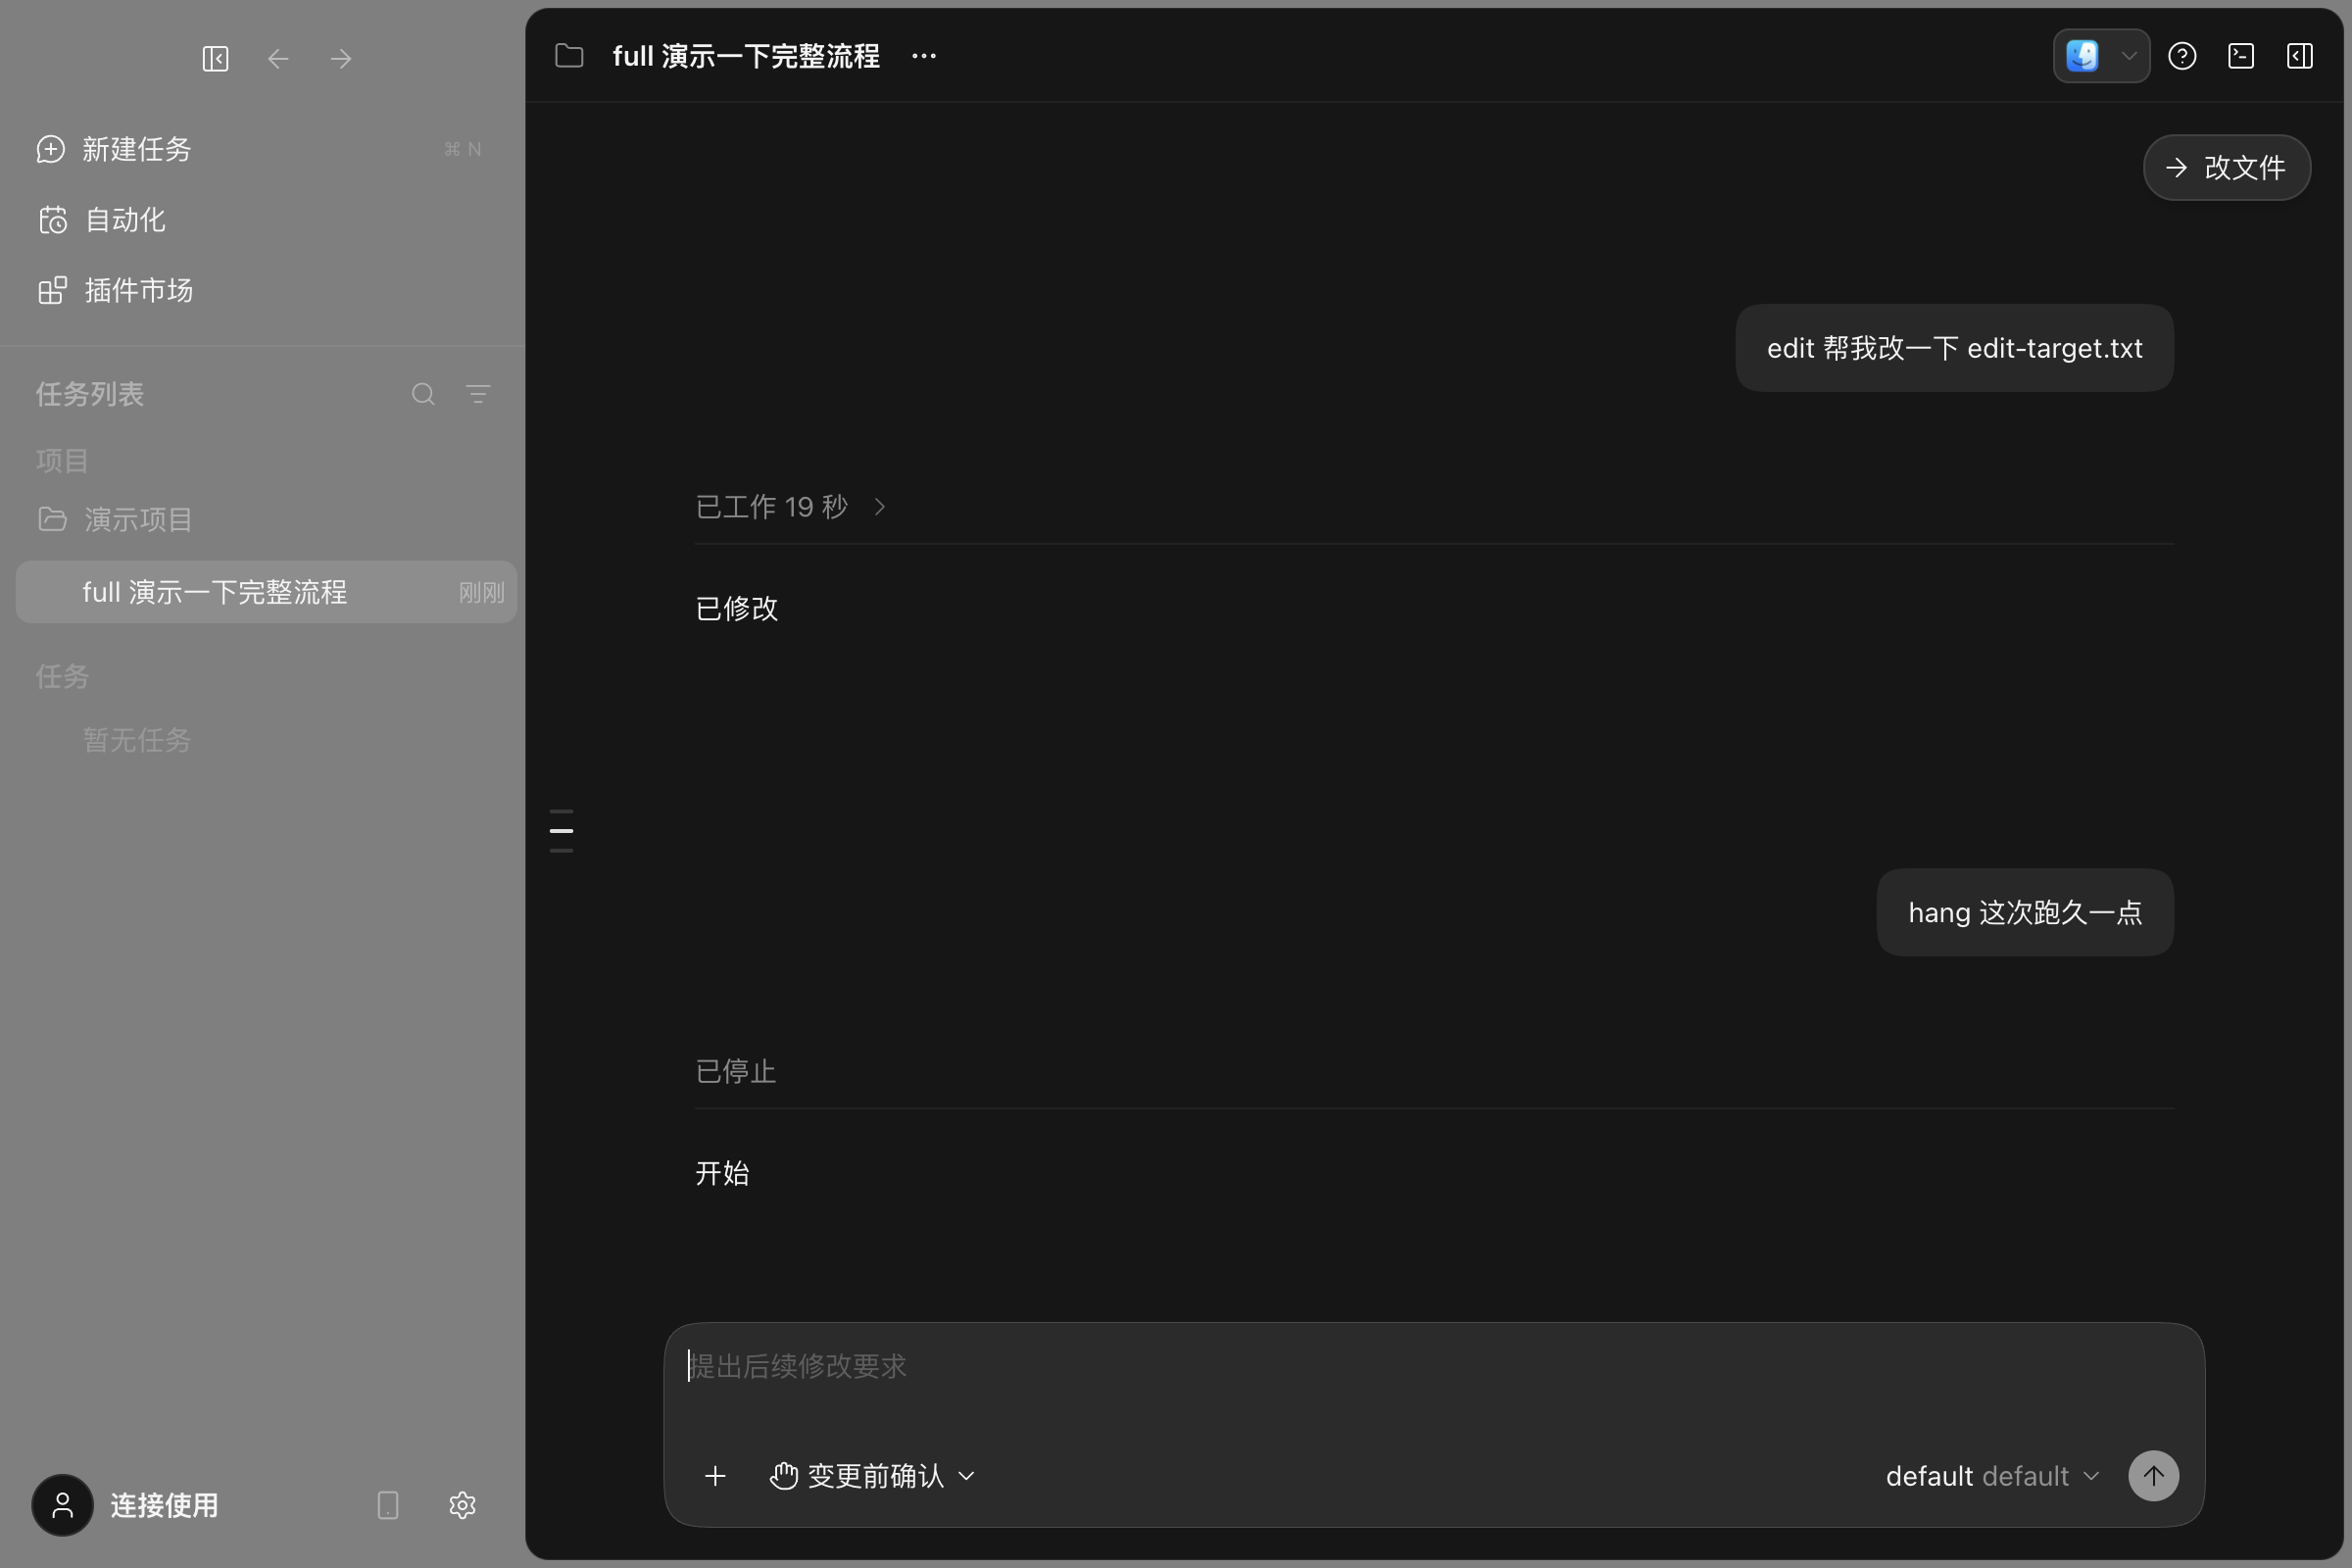 新建任务
⌘ N
自动化
插件市场
任务列表
项目
演示项目
full 演示一下完整流程
刚刚
任务
暂无任务
连接使用
full 演示一下完整流程
改文件
edit 帮我改一下 edit-target.txt
已工作 19 秒
已修改
hang 这次跑久一点
已停止
开始
提出后续修改要求
变更前确认
default default